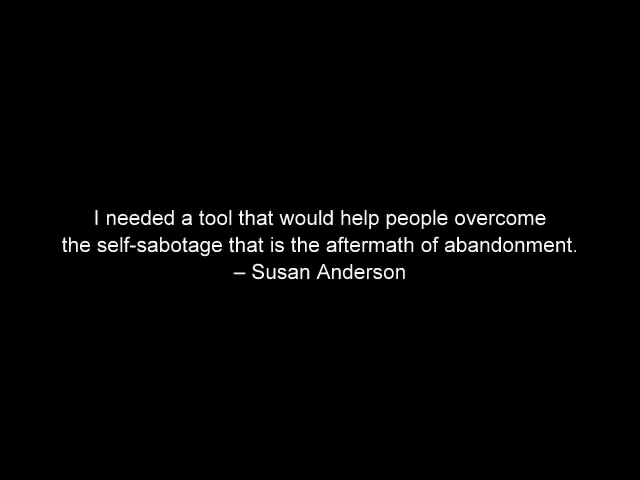 I needed a tool that would help people overcome
the self-sabotage that is the aftermath of abandonment.
– Susan Anderson